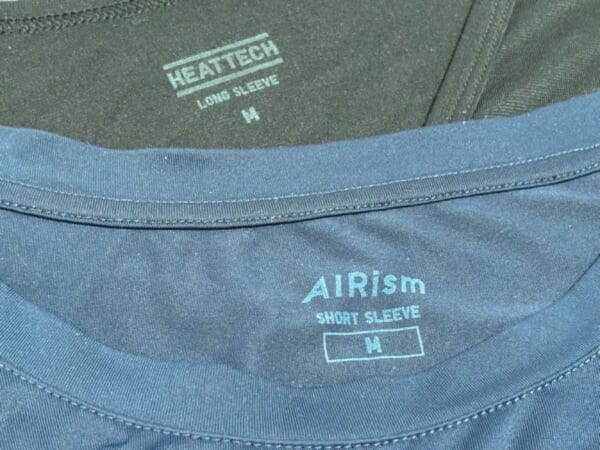 HEATTECH
LONG SLEEVE
M
AIRism
SHORT SLEEVE
M